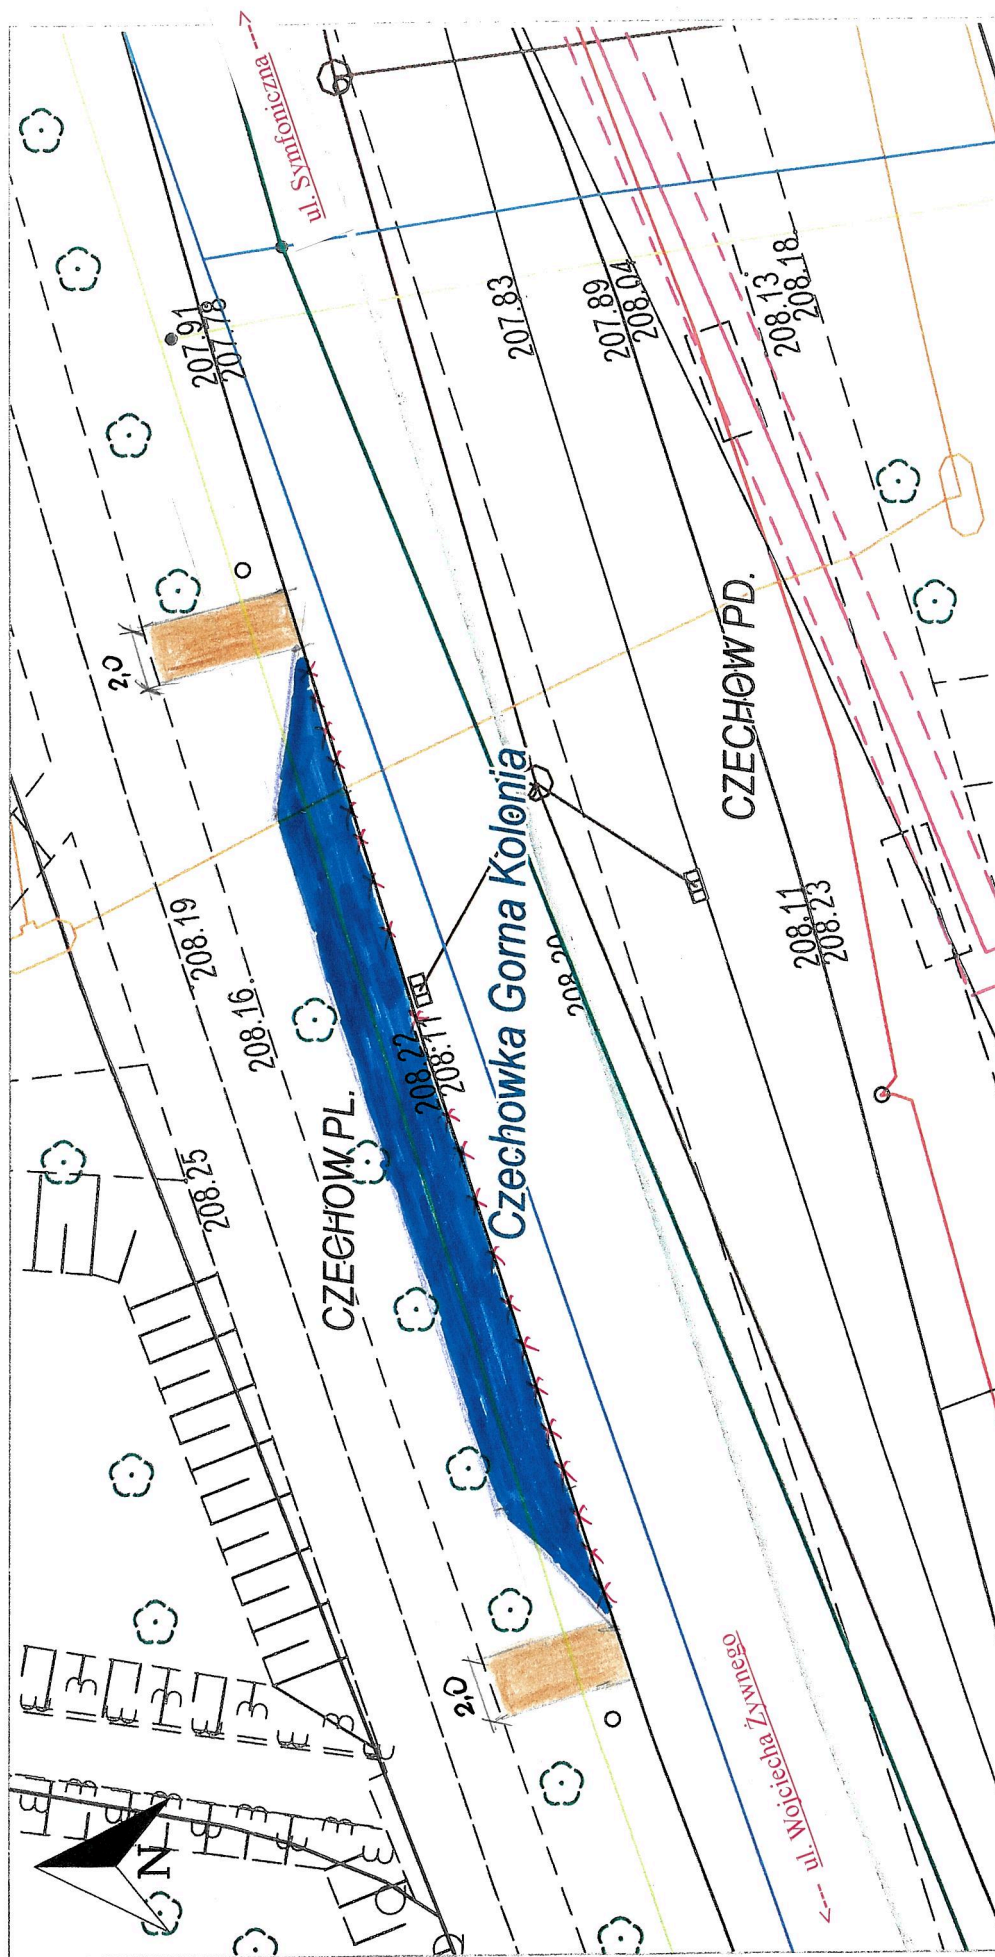 ul. Symfoniczna --->
207.91
207.78
207.83
207.89
208.04
208.13
208.18
2,0
CZECHOW PD.
Czechowka Gorna Kolonia
208.19
208.16
208.20
208.11
208.23
208.22
208.11
CZECHOW PL.
208.25
2,0
<---- ul. Wojciecha Żywnego
N